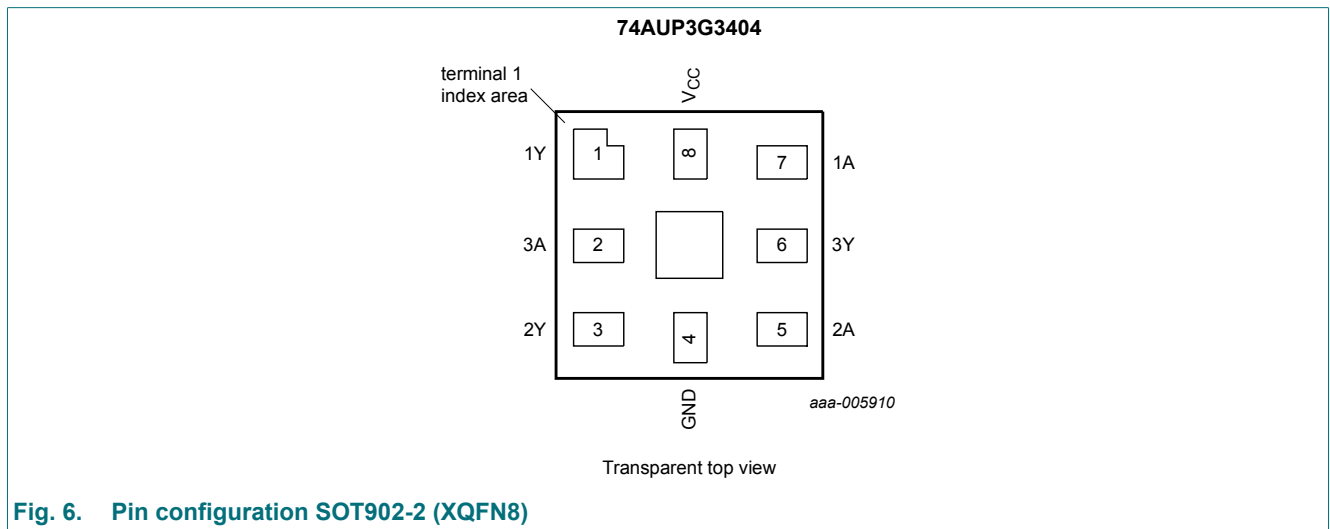 74AUP3G3404
terminal 1
index area
VCC
1Y 1 8 7 1A
3A 2 6 3Y
2Y 3 4 5 2A
GND
aaa-005910
Transparent top view
Fig. 6. Pin configuration SOT902-2 (XQFN8)